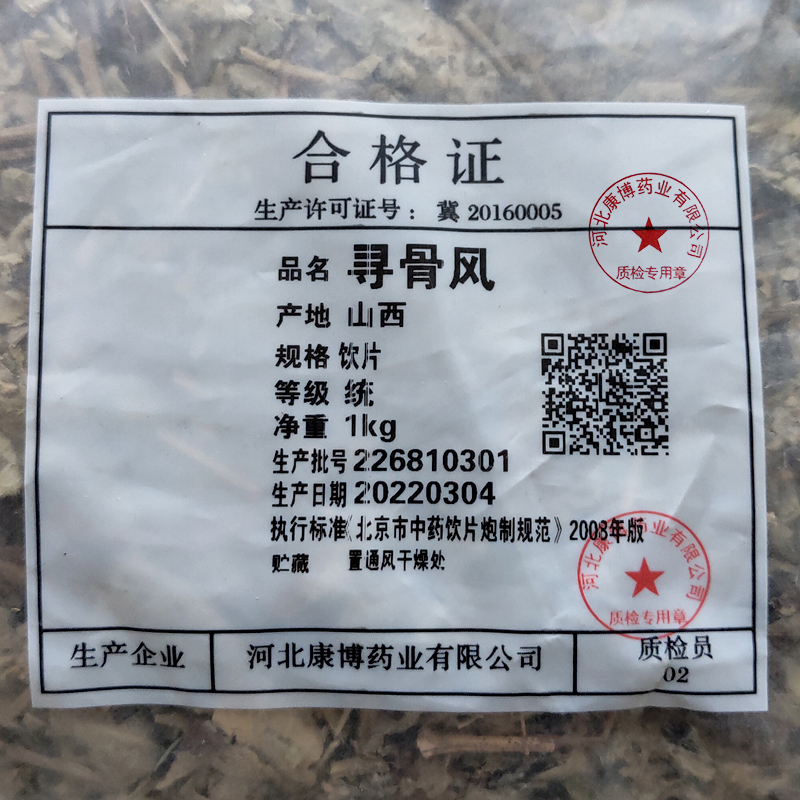 合格证
生产许可证号：冀 20160005
河北康博药业有限公司
质检专用章
品名 寻骨风
产地 山西
规格 饮片
等级 统
净重 1kg
生产批号 226810301
生产日期 20220304
执行标准《北京市中药饮片炮制规范》2008年版
贮藏 置通风干燥处
河北康博药业有限公司
质检专用章
生产企业 河北康博药业有限公司 质检员
02